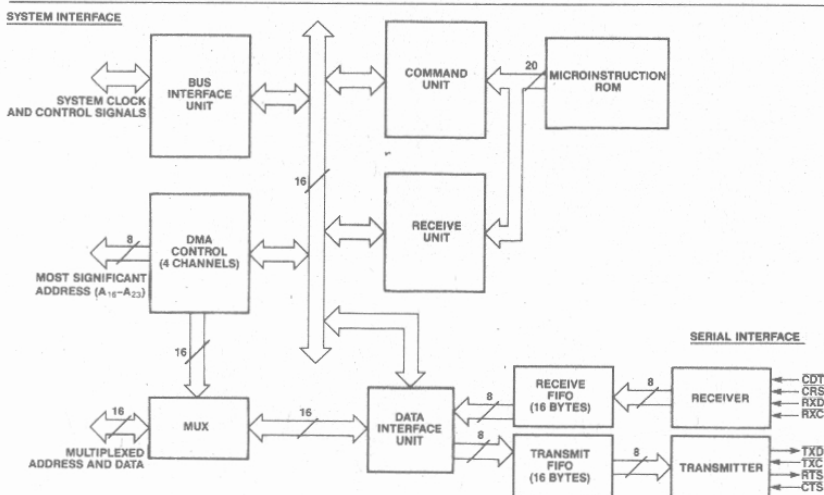 SYSTEM INTERFACE
BUS
INTERFACE
UNIT
SYSTEM CLOCK
AND CONTROL SIGNALS
COMMAND
UNIT
20
MICROINSTRUCTION
ROM
16
DMA
CONTROL
(4 CHANNELS)
8
MOST SIGNIFICANT
ADDRESS (A16–A23)
RECEIVE
UNIT
16
SERIAL INTERFACE
16
MUX
MULTIPLEXED
ADDRESS AND DATA
16
DATA
INTERFACE
UNIT
8
RECEIVE
FIFO
(16 BYTES)
8
RECEIVER
CDT
CRS
RXD
RXC
8
TRANSMIT
FIFO
(16 BYTES)
8
TRANSMITTER
TXD
TXC
RTS
CTS